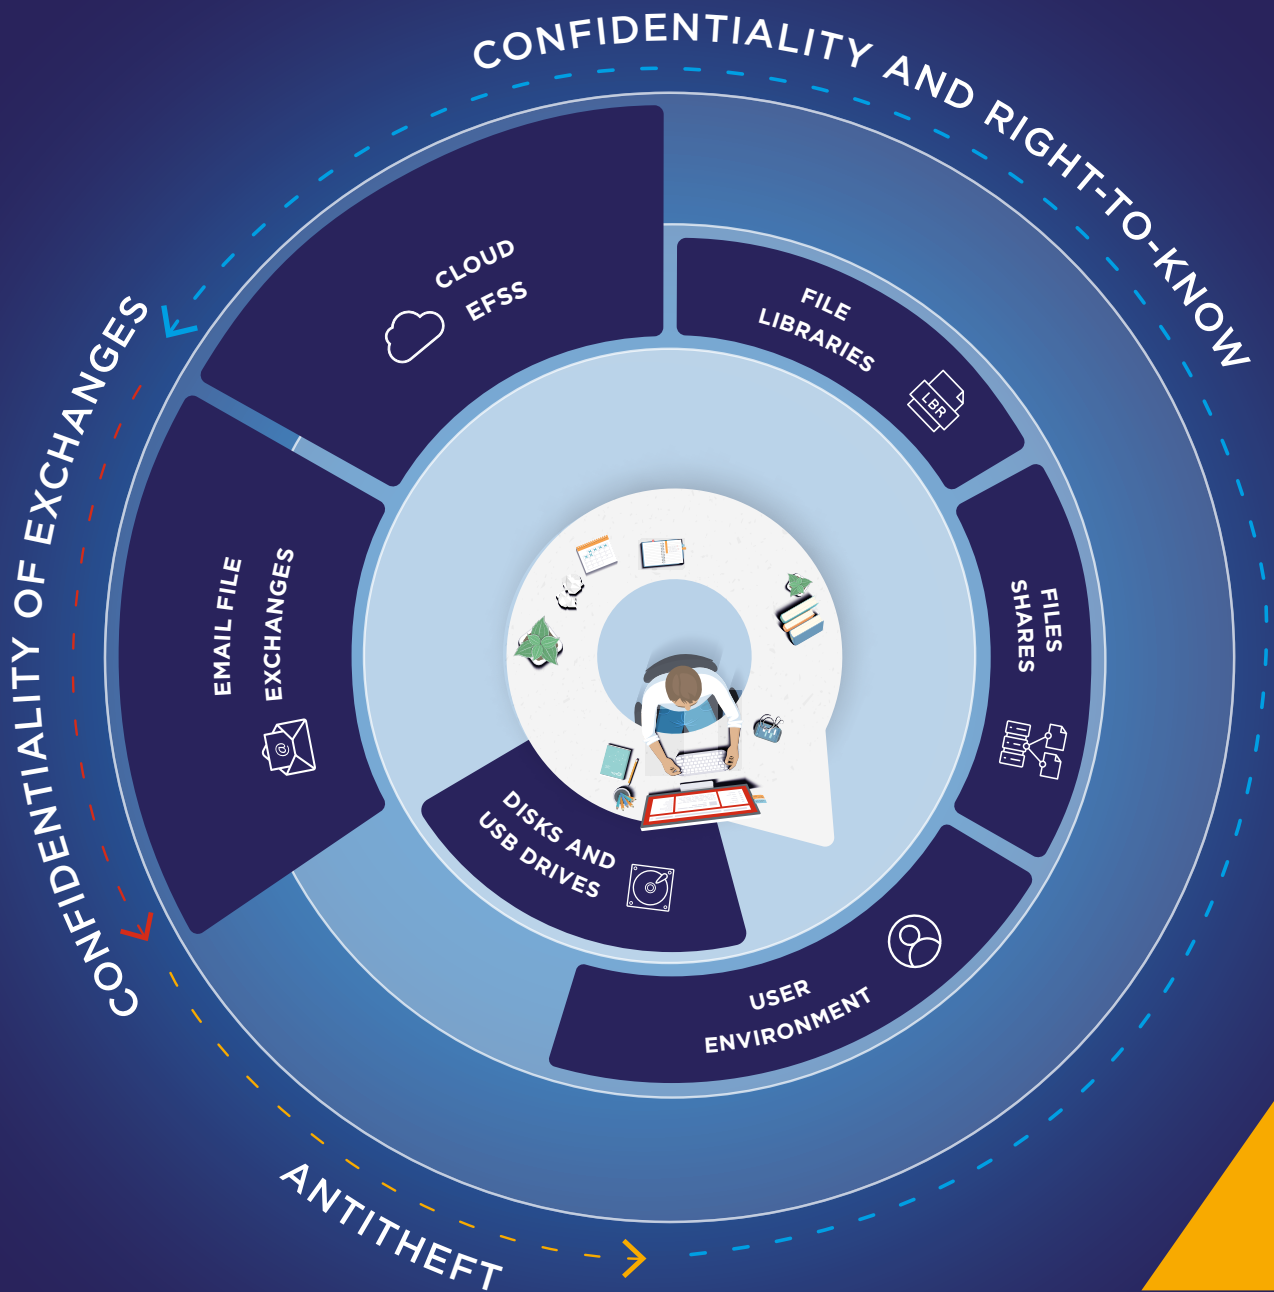 CONFIDENTIALITY AND RIGHT-TO-KNOW
CONFIDENTIALITY OF EXCHANGES
ANTITHEFT
CLOUD
EFSS
FILE
LIBRARIES
LBR
FILES
SHARES
USER
ENVIRONMENT
DISKS AND
USB DRIVES
EMAIL FILE
EXCHANGES
@